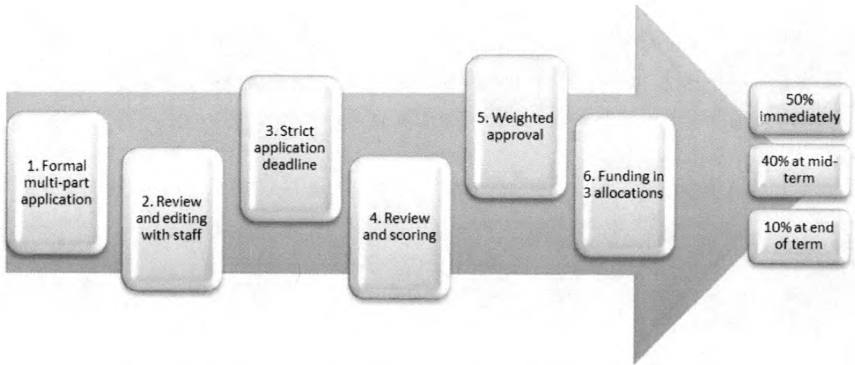 1. Formal
multi-part
application
2. Review
and editing
with staff
3. Strict
application
deadline
4. Review
and scoring
5. Weighted
approval
6. Funding in
3 allocations
50%
immediately
40% at mid-
term
10% at end
of term